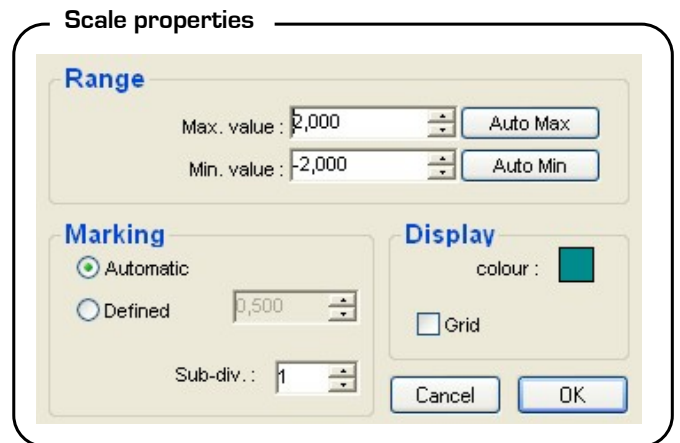 Scale properties
Range
Max. value : 2,000 Auto Max
Min. value : -2,000 Auto Min
Marking
Automatic
Defined 0,500
Sub-div. : 1
Display
colour :
Grid
Cancel OK